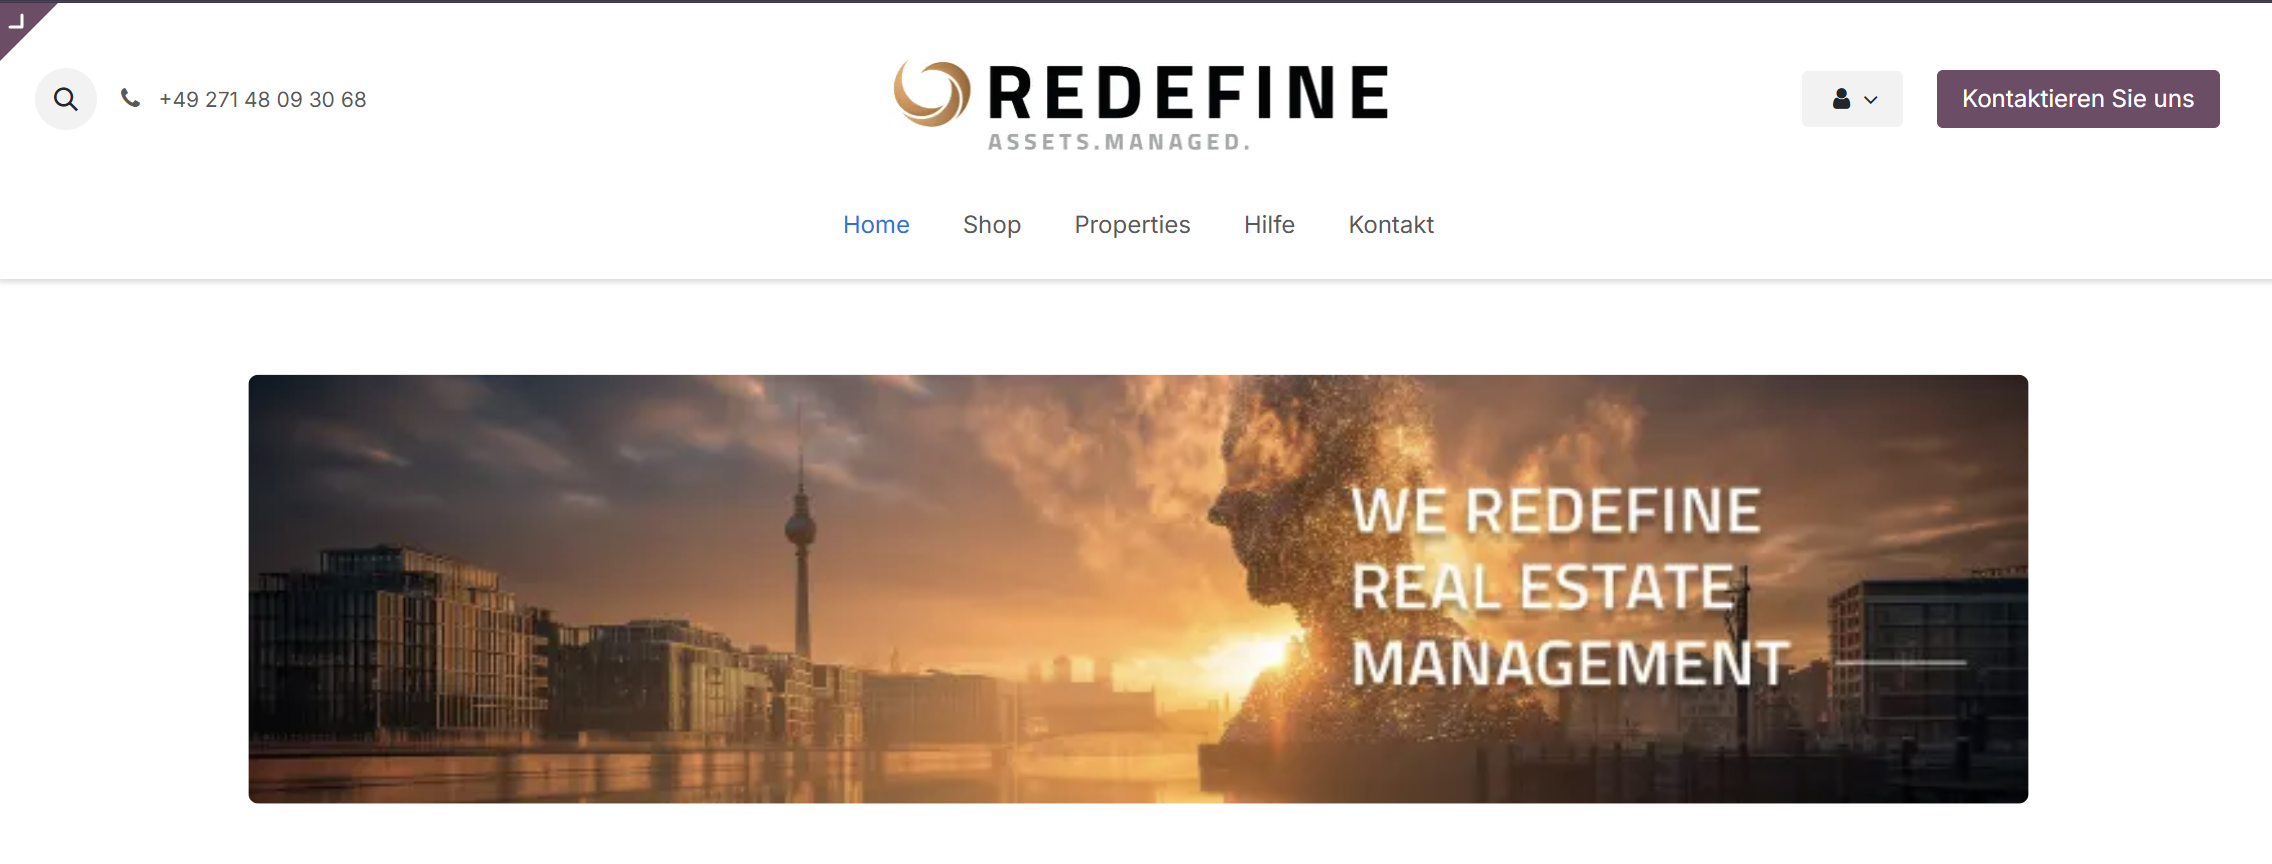 +49 271 48 09 30 68
REDEFINE
ASSETS.MANAGED.
Kontaktieren Sie uns
Home Shop Properties Hilfe Kontakt
WE REDEFINE
REAL ESTATE
MANAGEMENT